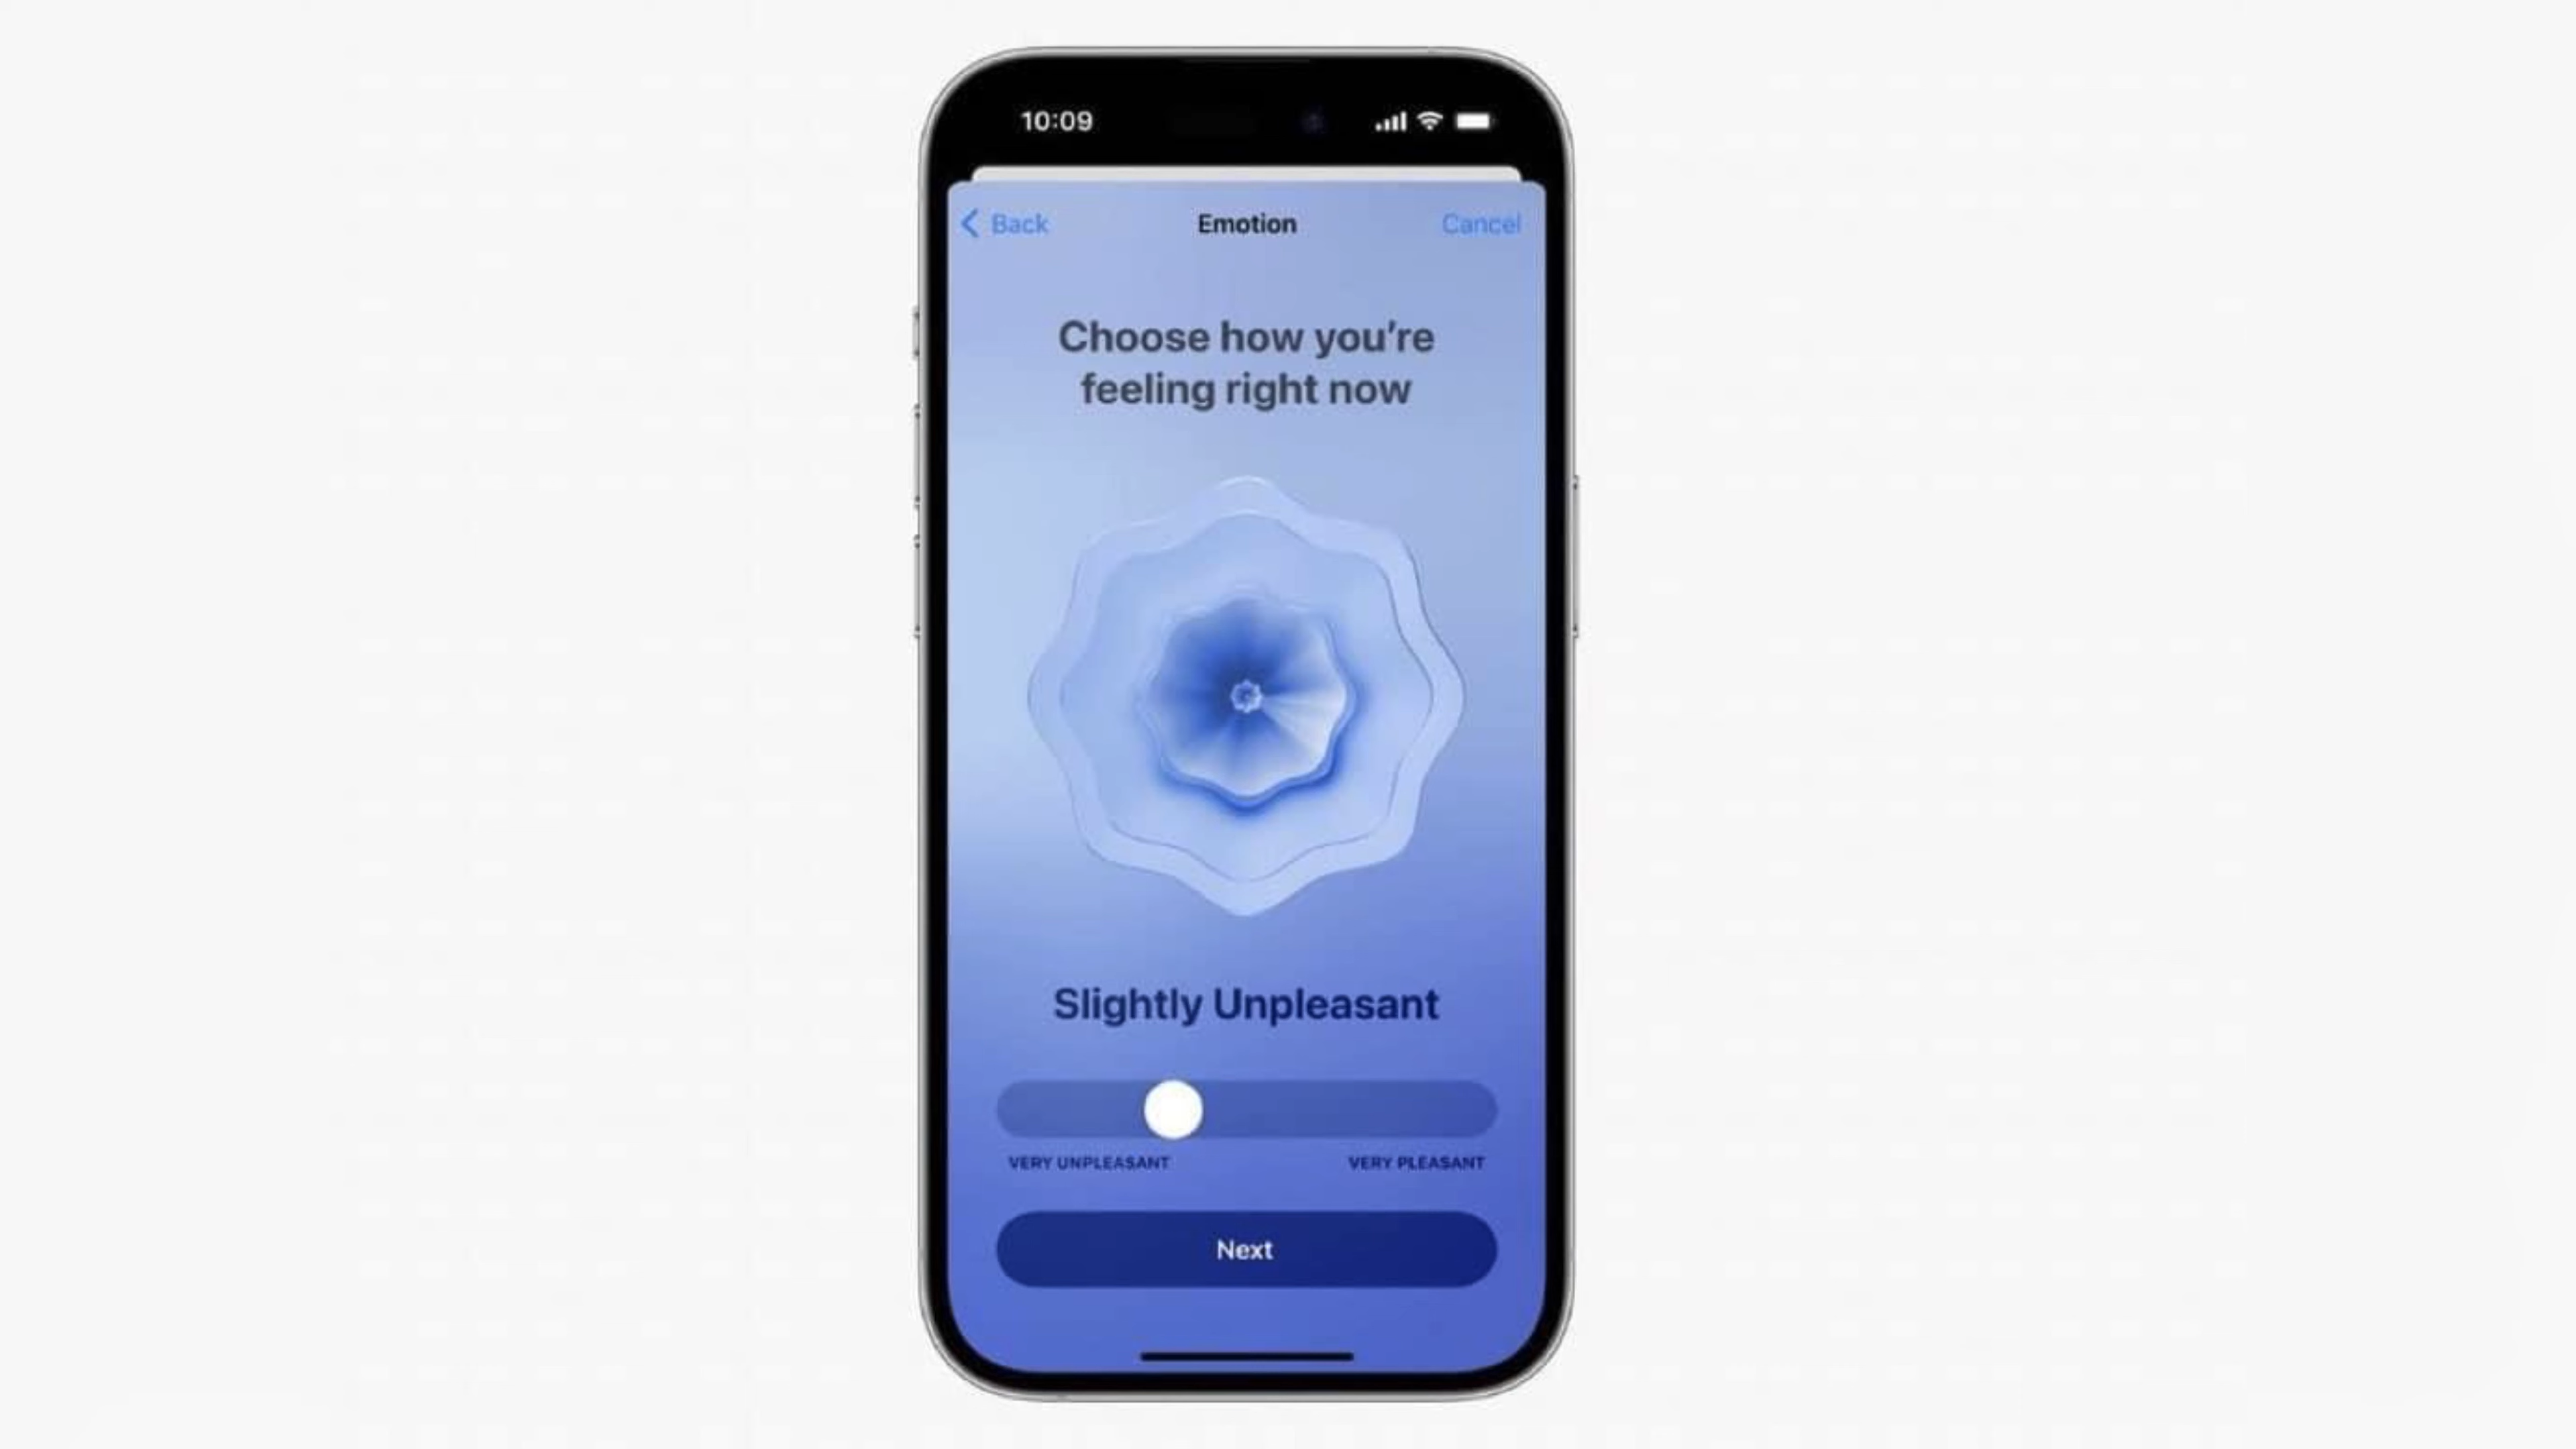 10:09
Back
Emotion
Cancel
Choose how you're
feeling right now
Slightly Unpleasant
VERY UNPLEASANT
VERY PLEASANT
Next